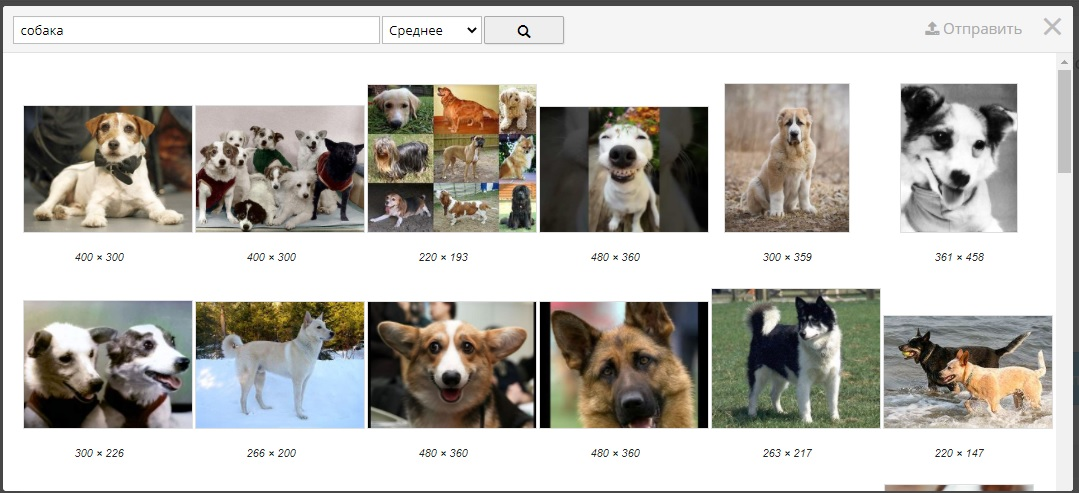 собака
Среднее
Отправить
400 × 300
400 × 300
220 × 193
480 × 360
300 × 359
361 × 458
300 × 226
266 × 200
480 × 360
480 × 360
263 × 217
220 × 147